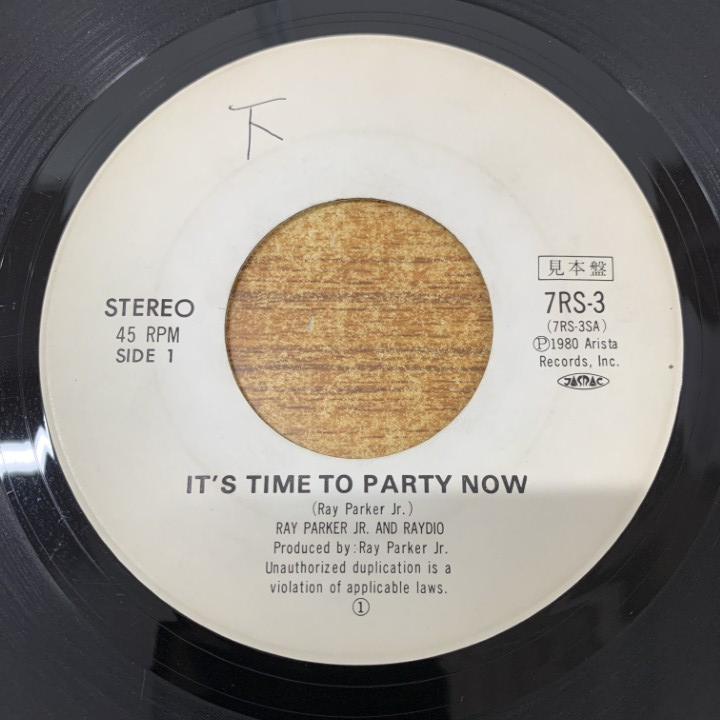 下
見本盤
STEREO
45 RPM
SIDE 1
7RS-3
(7RS-3SA)
Ⓟ1980 Arista
Records, Inc.
JASRAC
IT'S TIME TO PARTY NOW
(Ray Parker Jr.)
RAY PARKER JR. AND RAYDIO
Produced by: Ray Parker Jr.
Unauthorized duplication is a
violation of applicable laws.
①